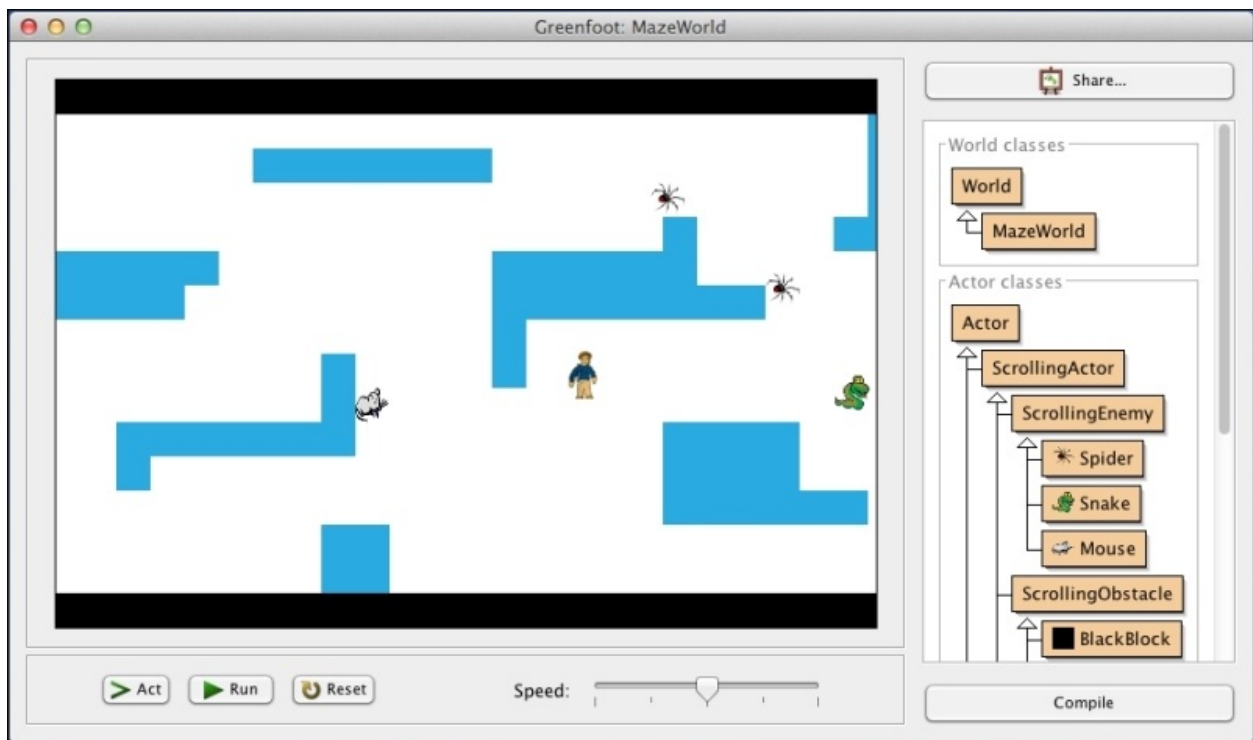 Greenfoot: MazeWorld
Share...
World classes
World
MazeWorld
Actor classes
Actor
ScrollingActor
ScrollingEnemy
Spider
Snake
Mouse
ScrollingObstacle
BlackBlock
Act
Run
Reset
Speed:
Compile